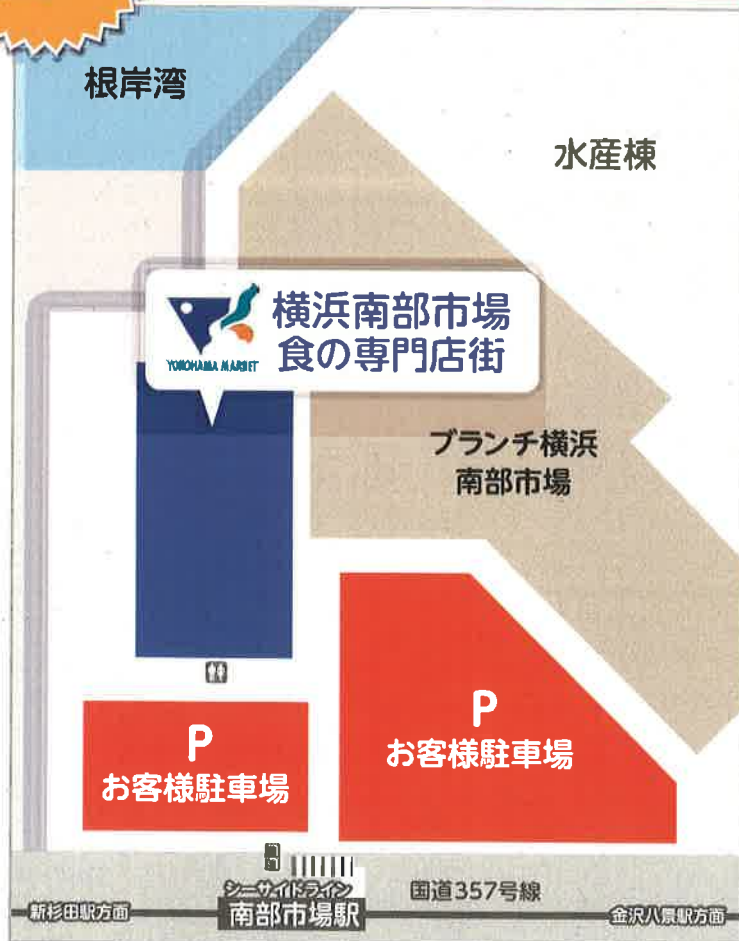 根岸湾
水産棟
横浜南部市場
食の専門店街
YOKOHAMA MARKET
ブランチ横浜
南部市場
P
お客様駐車場
P
お客様駐車場
国道357号線
シーサイドライン
新杉田駅方面
南部市場駅
金沢八景駅方面